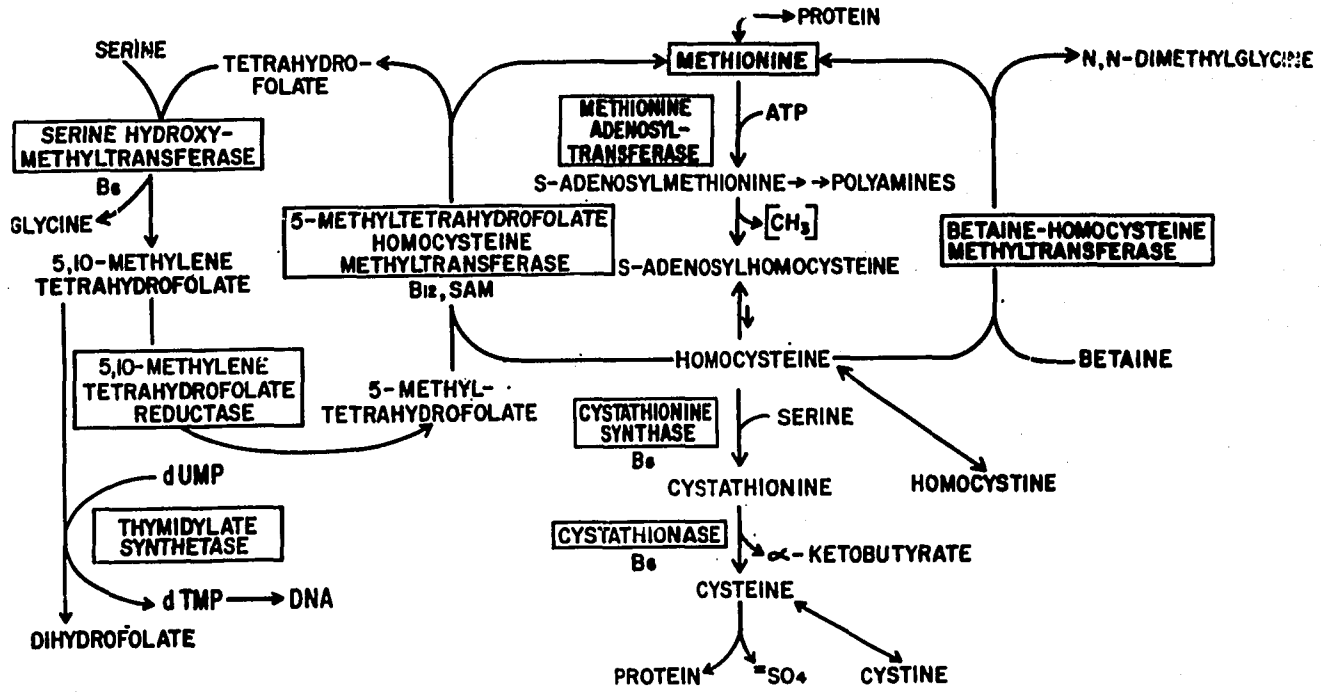 PROTEIN
SERINE
TETRAHYDRO-
FOLATE
METHIONINE
N,N-DIMETHYLGLYCINE
SERINE HYDROXY-
METHYLTRANSFERASE
B6
GLYCINE
METHIONINE
ADENOSYL-
TRANSFERASE
ATP
S-ADENOSYLMETHIONINE
POLYAMINES
[CH3]
5-METHYLTETRAHYDROFOLATE
HOMOCYSTEINE
METHYLTRANSFERASE
B12, SAM
BETAINE-HOMOCYSTEINE
METHYLTRANSFERASE
5,10-METHYLENE
TETRAHYDROFOLATE
S-ADENOSYLHOMOCYSTEINE
HOMOCYSTEINE
BETAINE
5,10-METHYLENE
TETRAHYDROFOLATE
REDUCTASE
5-METHYL-
TETRAHYDROFOLATE
CYSTATHIONINE
SYNTHASE
B6
SERINE
dUMP
CYSTATHIONINE
HOMOCYSTINE
THYMIDYLATE
SYNTHETASE
CYSTATHIONASE
B6
α-KETOBUTYRATE
dTMP
DNA
CYSTEINE
DIHYDROFOLATE
PROTEIN
=SO4
CYSTINE